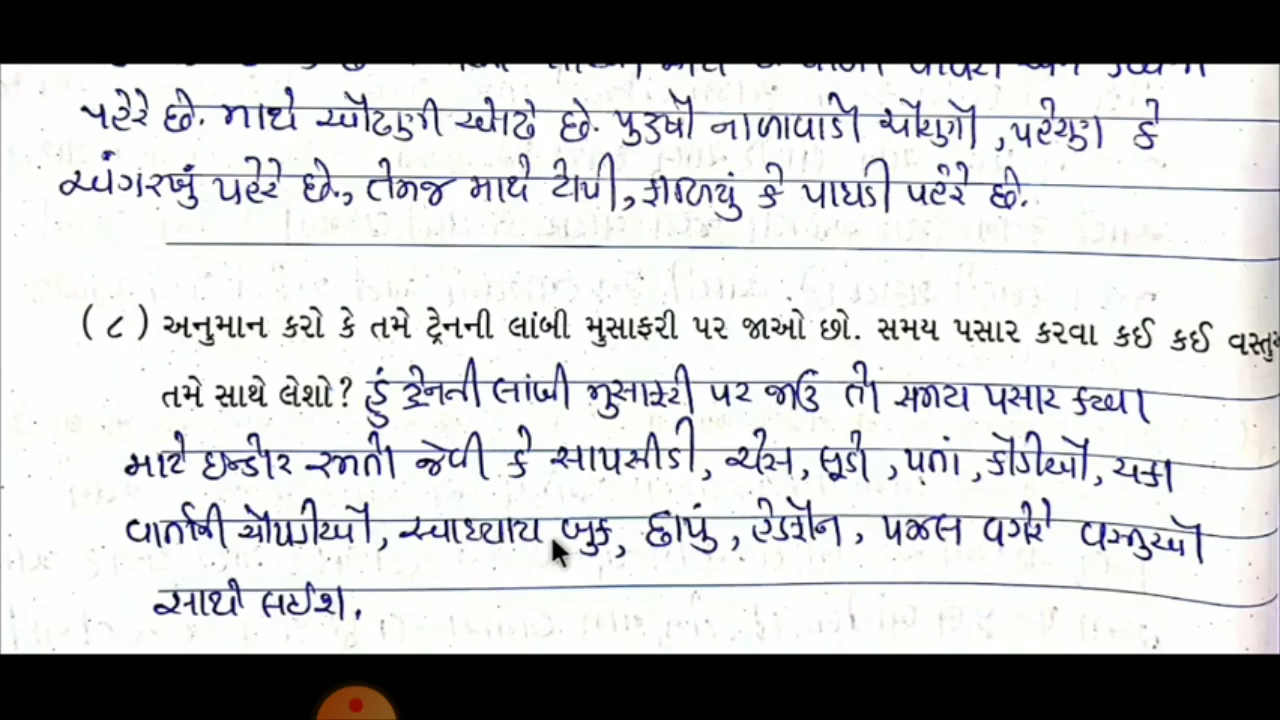 પહેરે છે. માથે ઓઢણી ઓઢે છે. પુરુષો નાળાવાડી ચોરણો, પહેરણ કે
અંગરખું પહેરે છે., તેમજ માથે ટોપી, ફાળિયું કે પાઘડી પહેરે છે.
(૮) અનુમાન કરો કે તમે ટ્રેનની લાંબી મુસાફરી પર જાઓ છો. સમય પસાર કરવા કઈ કઈ
તમે સાથે લેશો? હું ટ્રેનની લાંબી મુસાફરી પર જાઉં તો સમય પસાર કરવા
માટે ઇન્ડોર રમતો જેવી કે સાપસીડી, ચેસ, લૂડો, પતાં, કોડીઓ,
વાર્તાની ચોપડીઓ, સ્વાધ્યાય બુક, છાપું, હેડફોન, પઝલ વગેરે વસ્તુઓ
સાથે લઈશ.